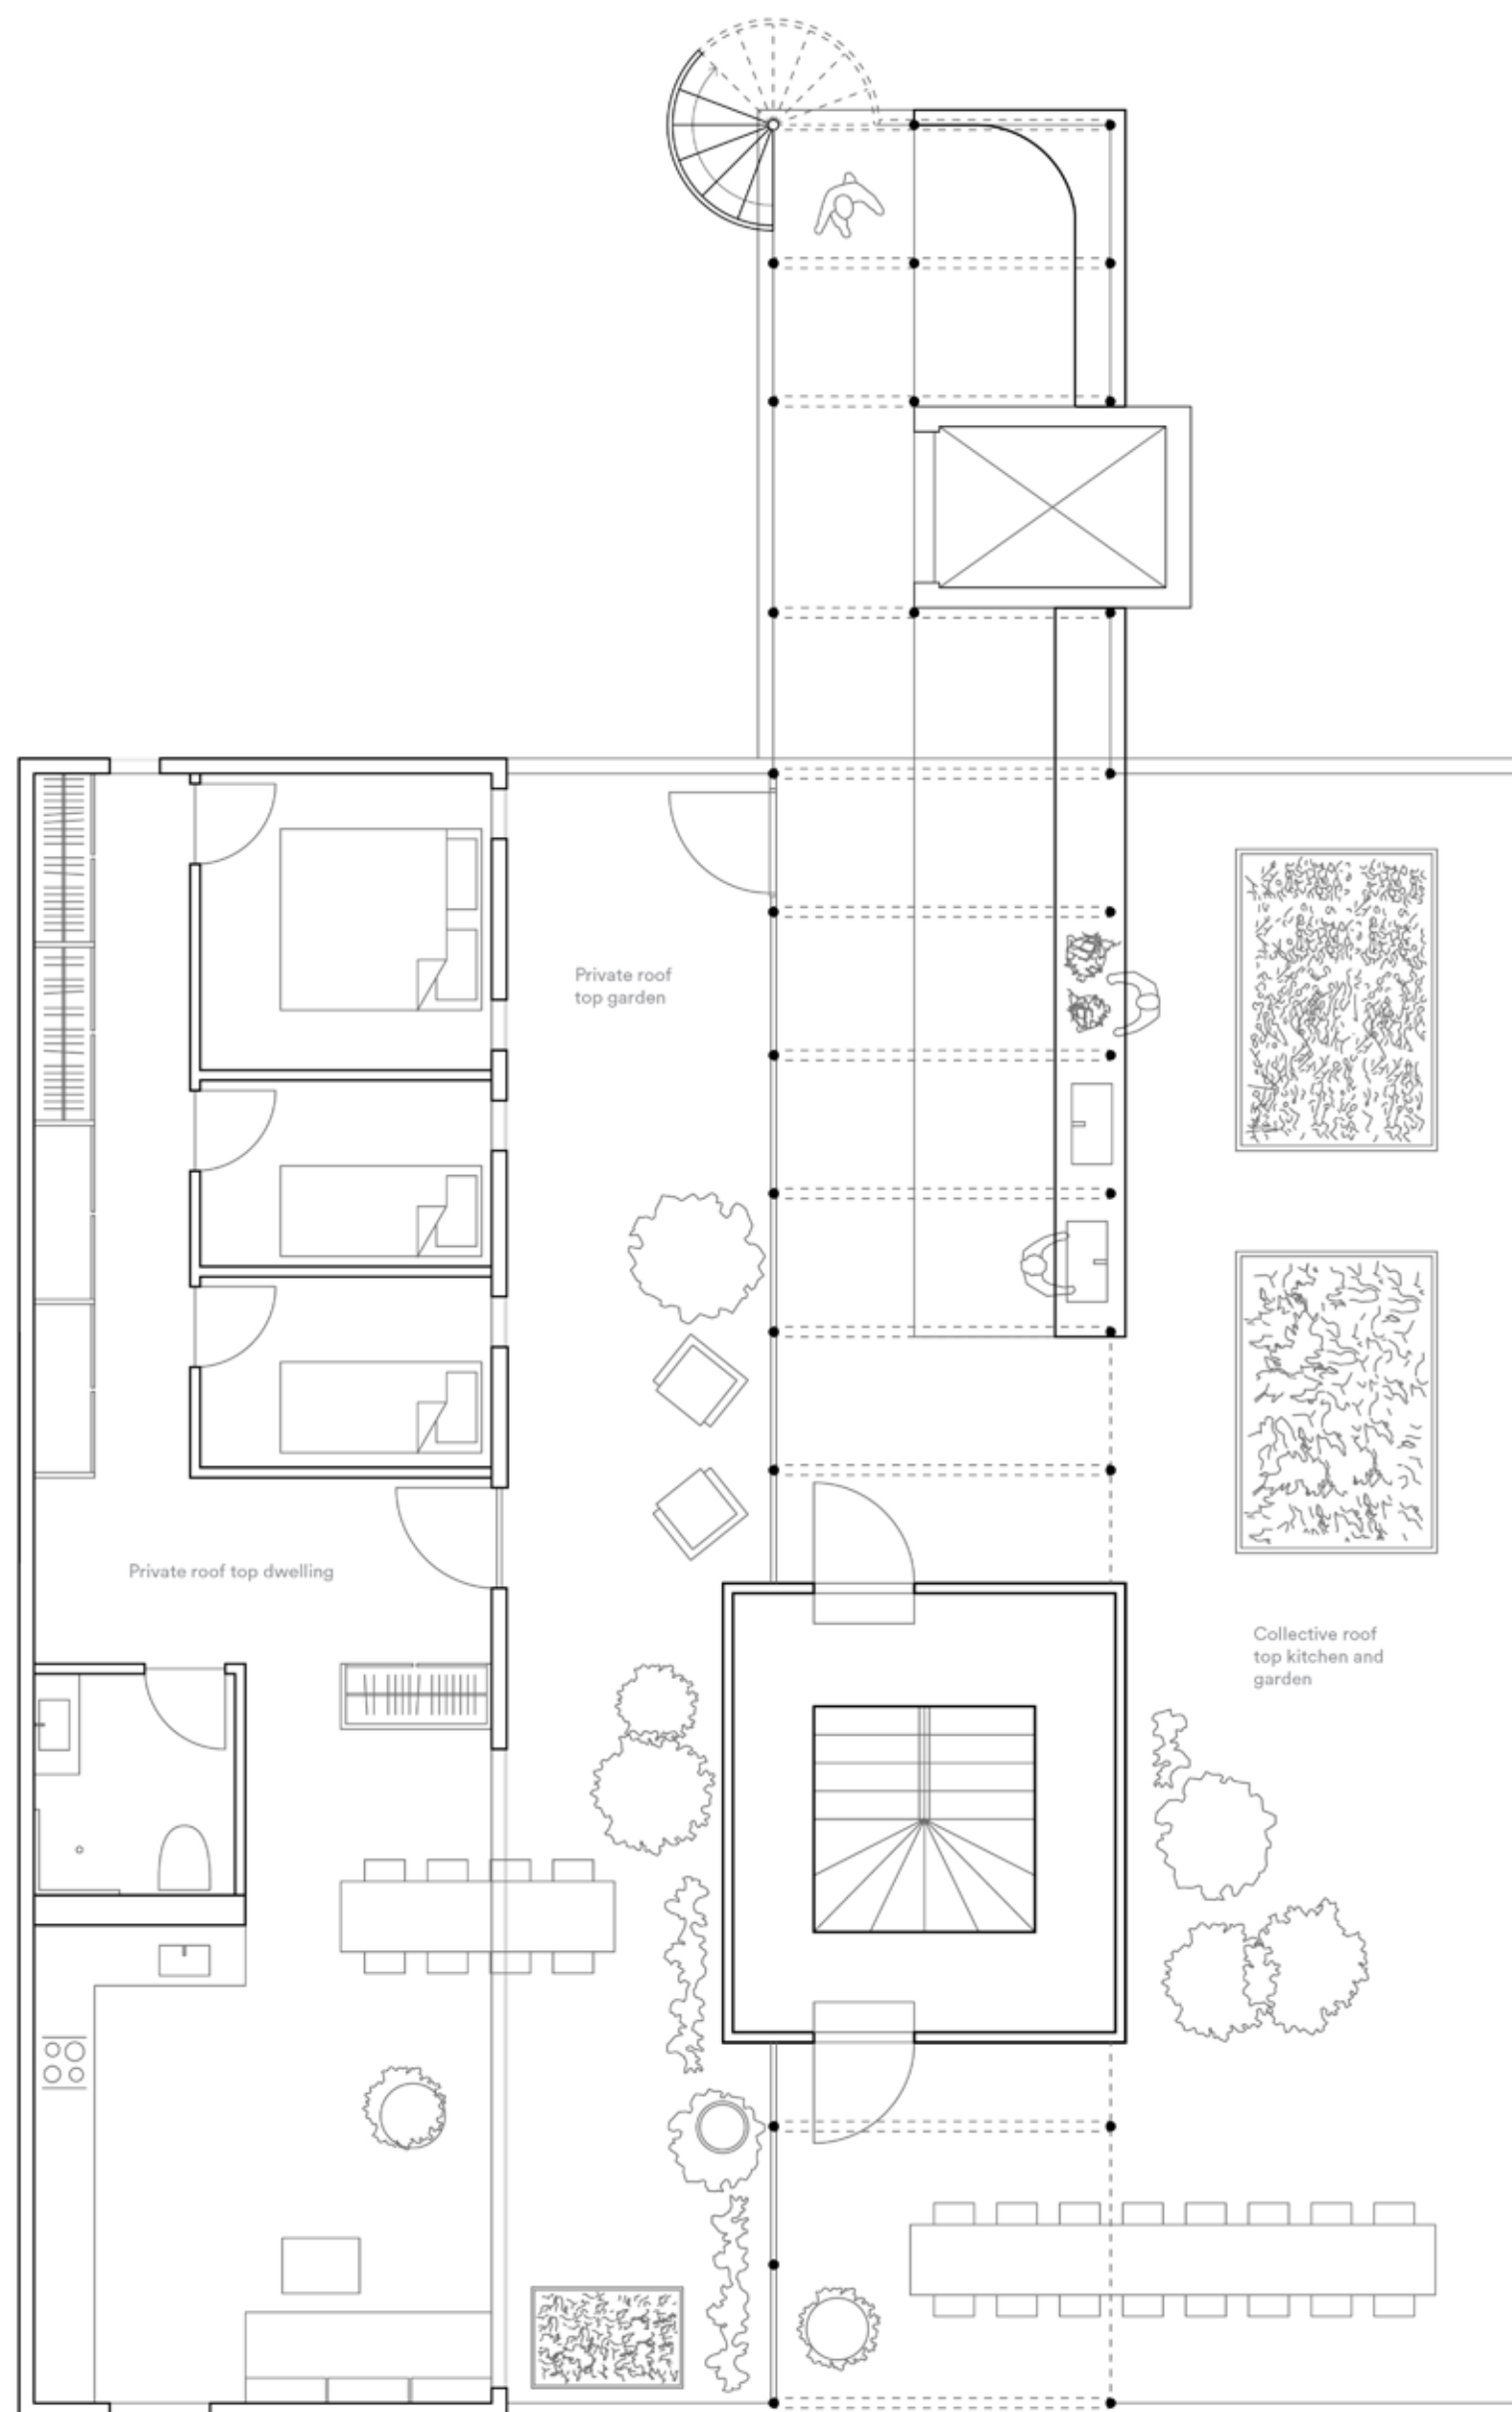 Private roof
top garden
Private roof top dwelling
Collective roof
top kitchen and
garden